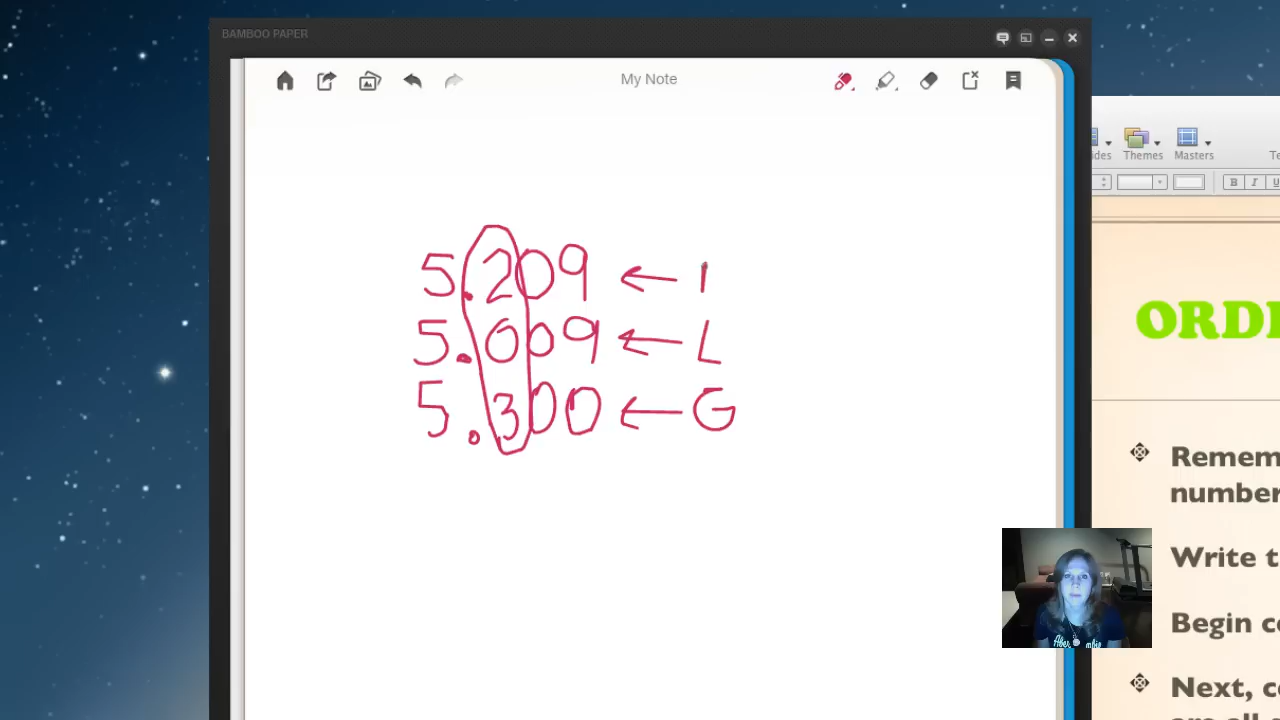 BAMBOO PAPER
My Note
Themes
Masters
B I U
5.209 ← I
5.009 ← L
5.300 ← G
ORD
Remem
number
Write t
Begin c
Next, c